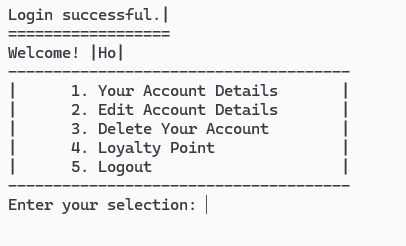 Login successful.|
==================
Welcome! |Ho|
--------------------------------------
|      1. Your Account Details       |
|      2. Edit Account Details       |
|      3. Delete Your Account        |
|      4. Loyalty Point              |
|      5. Logout                     |
--------------------------------------
Enter your selection: